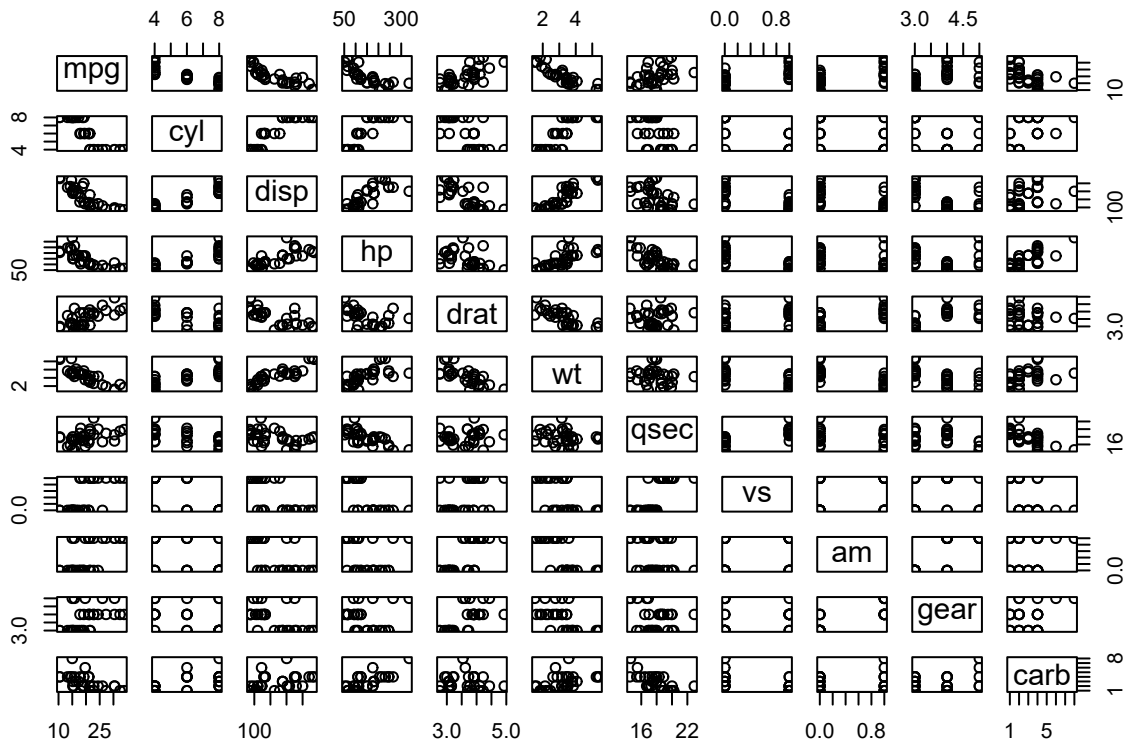 4 6 8 50 300 2 4 0.0 0.8 3.0 4.5
mpg 10
8 4 cyl
disp 100
50 hp
drat 3.0
2 wt
qsec 16
0.0 vs
am 0.0
3.0 gear
carb 1 8
10 25 100 3.0 5.0 16 22 0.0 0.8 1 5